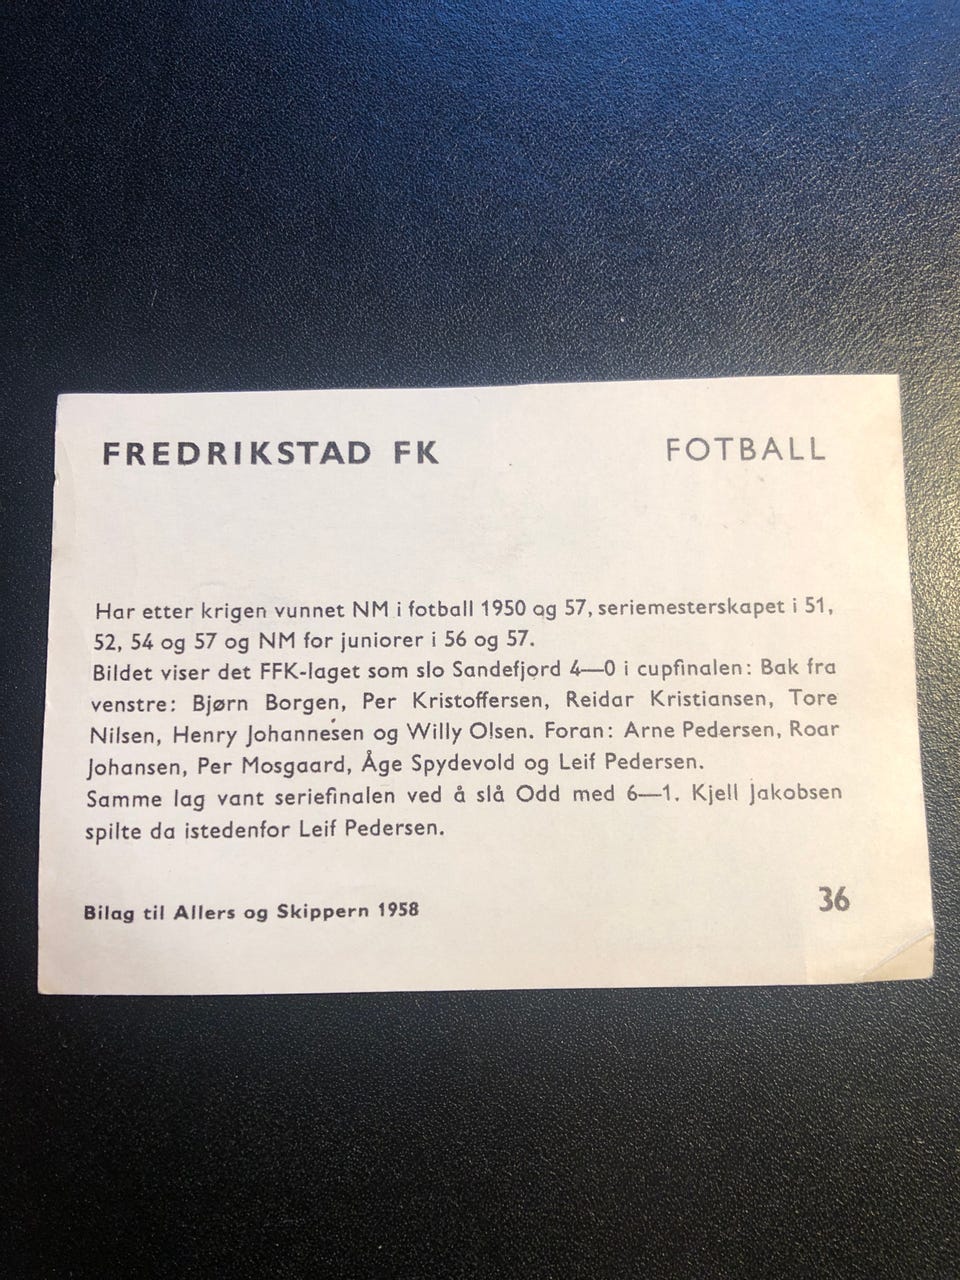 FREDRIKSTAD FK FOTBALL
Har etter krigen vunnet NM i fotball 1950 og 57, seriemesterskapet i 51,
52, 54 og 57 og NM for juniorer i 56 og 57.
Bildet viser det FFK-laget som slo Sandefjord 4—0 i cupfinalen: Bak fra
venstre: Bjørn Borgen, Per Kristoffersen, Reidar Kristiansen, Tore
Nilsen, Henry Johannesen og Willy Olsen. Foran: Arne Pedersen, Roar
Johansen, Per Mosgaard, Åge Spydevold og Leif Pedersen.
Samme lag vant seriefinalen ved å slå Odd med 6—1. Kjell Jakobsen
spilte da istedenfor Leif Pedersen.
Bilag til Allers og Skippern 1958
36